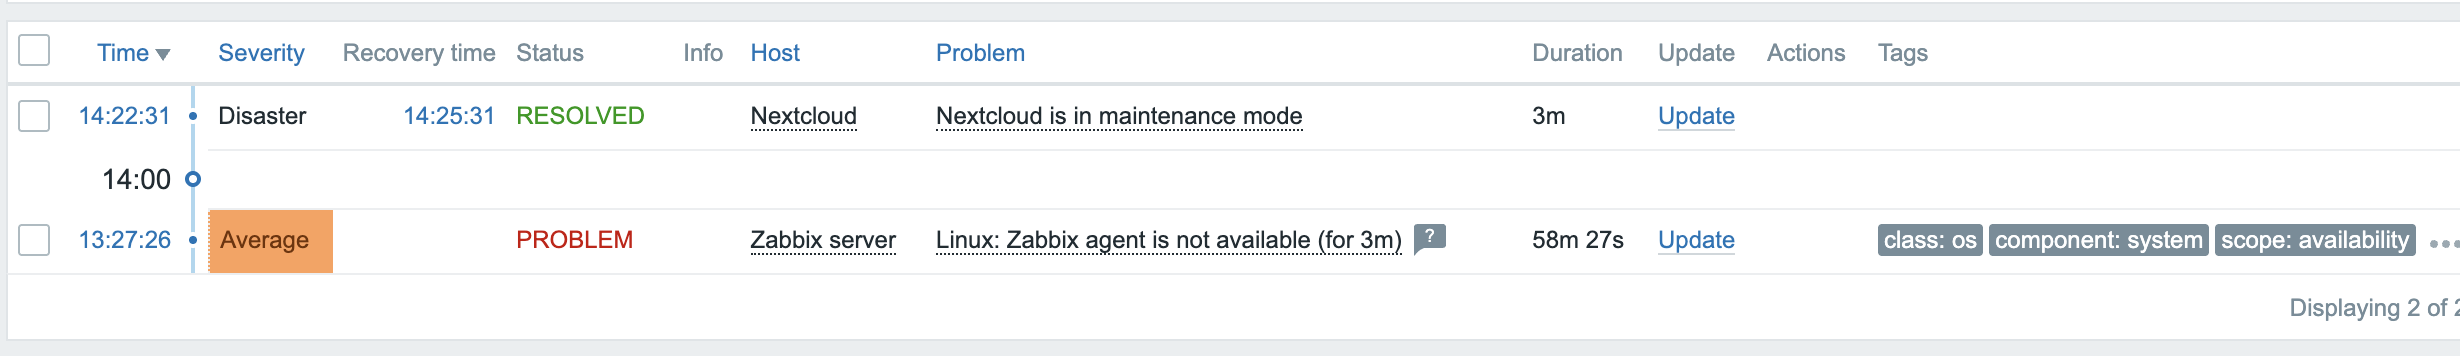 Time Severity Recovery time Status Info Host Problem Duration Update Actions Tags
14:22:31 Disaster 14:25:31 RESOLVED Nextcloud Nextcloud is in maintenance mode 3m Update
14:00
13:27:26 Average PROBLEM Zabbix server Linux: Zabbix agent is not available (for 3m) ? 58m 27s Update class: os component: system scope: availability •••
Displaying 2 of